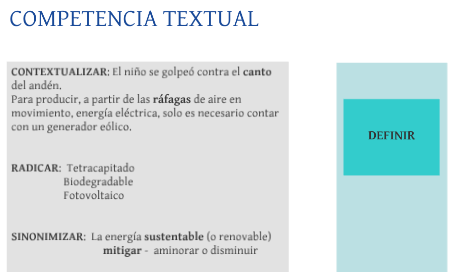 COMPETENCIA TEXTUAL
CONTEXTUALIZAR: El niño se golpeó contra el canto
del andén.
Para producir, a partir de las ráfagas de aire en
movimiento, energía eléctrica, solo es necesario contar
con un generador eólico.
RADICAR: Tetracapitado
Biodegradable
Fotovoltaico
SINONIMIZAR: La energía sustentable (o renovable)
mitigar - aminorar o disminuir
DEFINIR